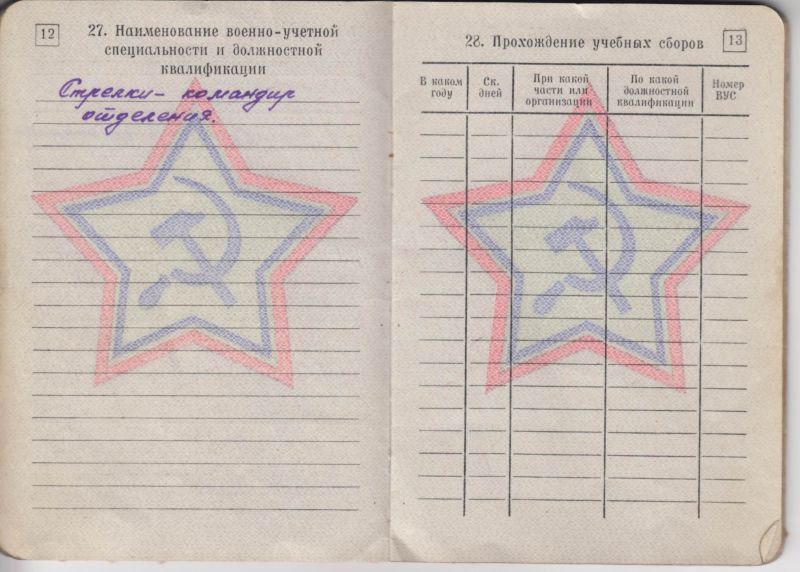 12
27. Наименование военно-учетной
специальности и должностной
квалификации
Стрелки – командир
отделения.
28. Прохождение учебных сборов
13
В каком
году
Ск.
дней
При какой
части или
организации
По какой
должностной
квалификации
Номер
ВУС